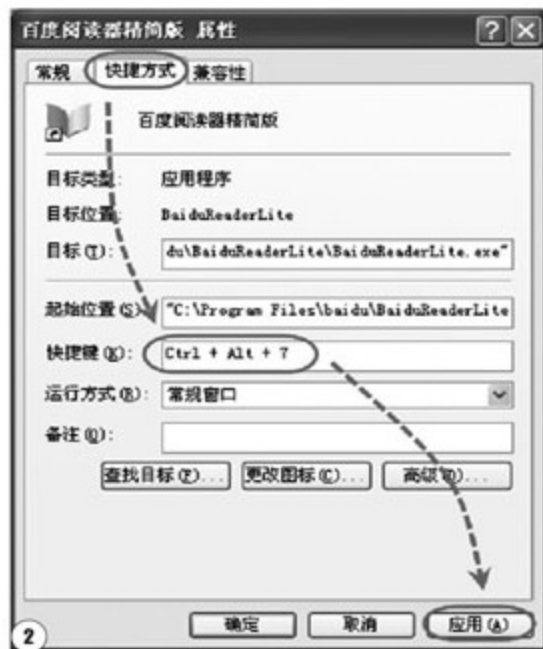 百度阅读器精简版 属性
常规 快捷方式 兼容性
百度阅读器精简版
目标类型: 应用程序
目标位置: BaiduReaderLite
目标(T): du\BaiduReaderLite\BaiduReaderLite.exe"
起始位置(S): "C:\Program Files\baidu\BaiduReaderLite
快捷键(K): Ctrl + Alt + 7
运行方式(R): 常规窗口
备注(O):
查找目标(F)... 更改图标(C)... 高级(D)...
确定 取消 应用(A)
2